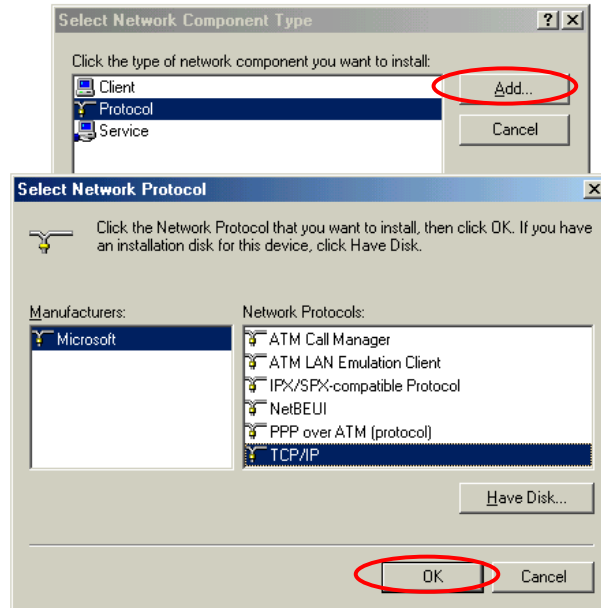 Select Network Component Type
Click the type of network component you want to install:
Client
Protocol
Service
Add...
Cancel
Select Network Protocol
Click the Network Protocol that you want to install, then click OK. If you have
an installation disk for this device, click Have Disk.
Manufacturers:
Microsoft
Network Protocols:
ATM Call Manager
ATM LAN Emulation Client
IPX/SPX-compatible Protocol
NetBEUI
PPP over ATM (protocol)
TCP/IP
Have Disk...
OK
Cancel